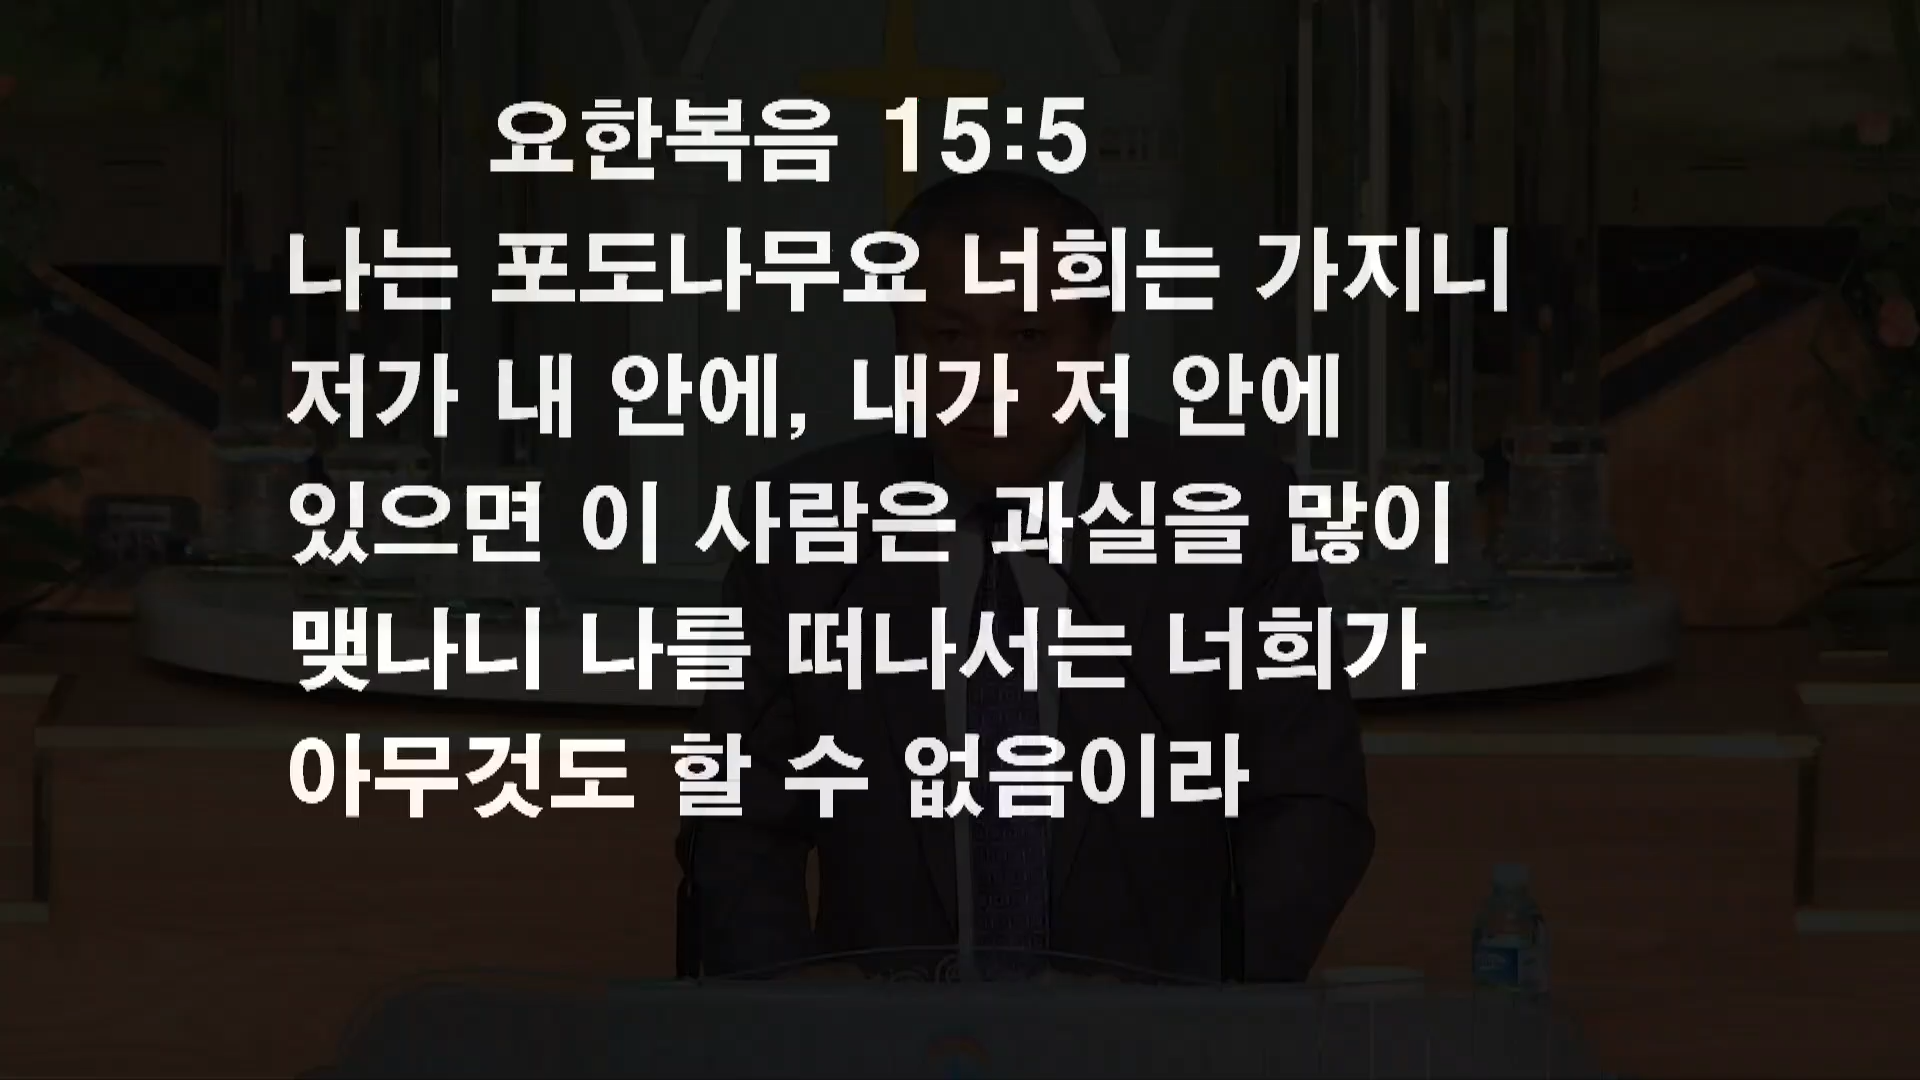 요한복음 15:5
나는 포도나무요 너희는 가지니
저가 내 안에, 내가 저 안에
있으면 이 사람은 과실을 많이
맺나니 나를 떠나서는 너희가
아무것도 할 수 없음이라